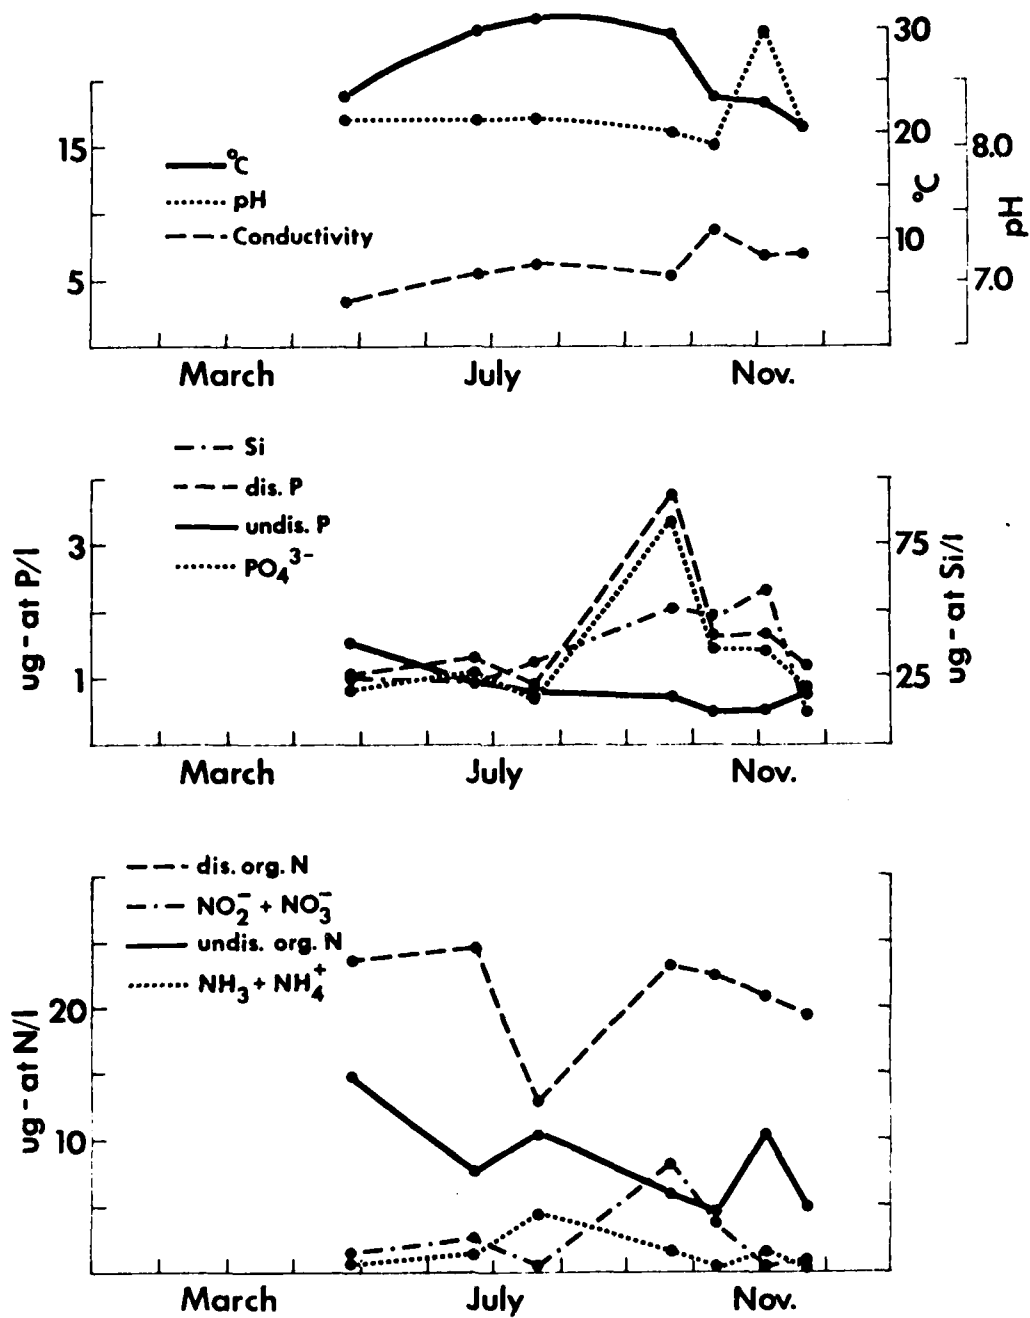 30
20
10
°C
8.0
7.0
pH
15
5
°C
pH
Conductivity
March July Nov.
Si
dis. P
undis. P
PO₄³⁻
ug-at P/l
3
1
75
25
ug-at Si/l
March July Nov.
dis. org. N
NO₂⁻ + NO₃⁻
undis. org. N
NH₃ + NH₄⁺
ug-at N/l
20
10
March July Nov.